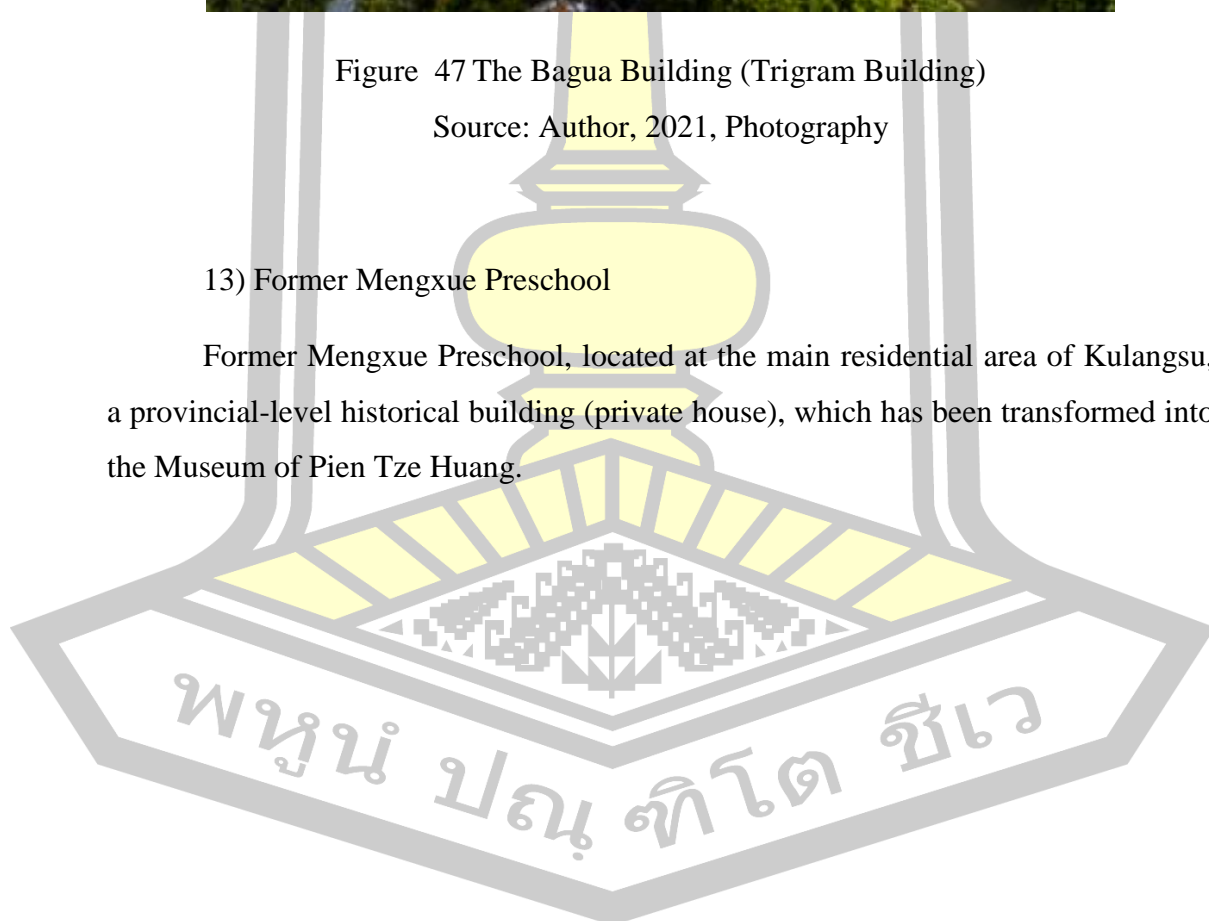 Figure 47 The Bagua Building (Trigram Building)
Source: Author, 2021, Photography
13) Former Mengxue Preschool
Former Mengxue Preschool, located at the main residential area of Kulangsu,
a provincial-level historical building (private house), which has been transformed into
the Museum of Pien Tze Huang.
พหูนํ ปณฺฑิโต ชีเว